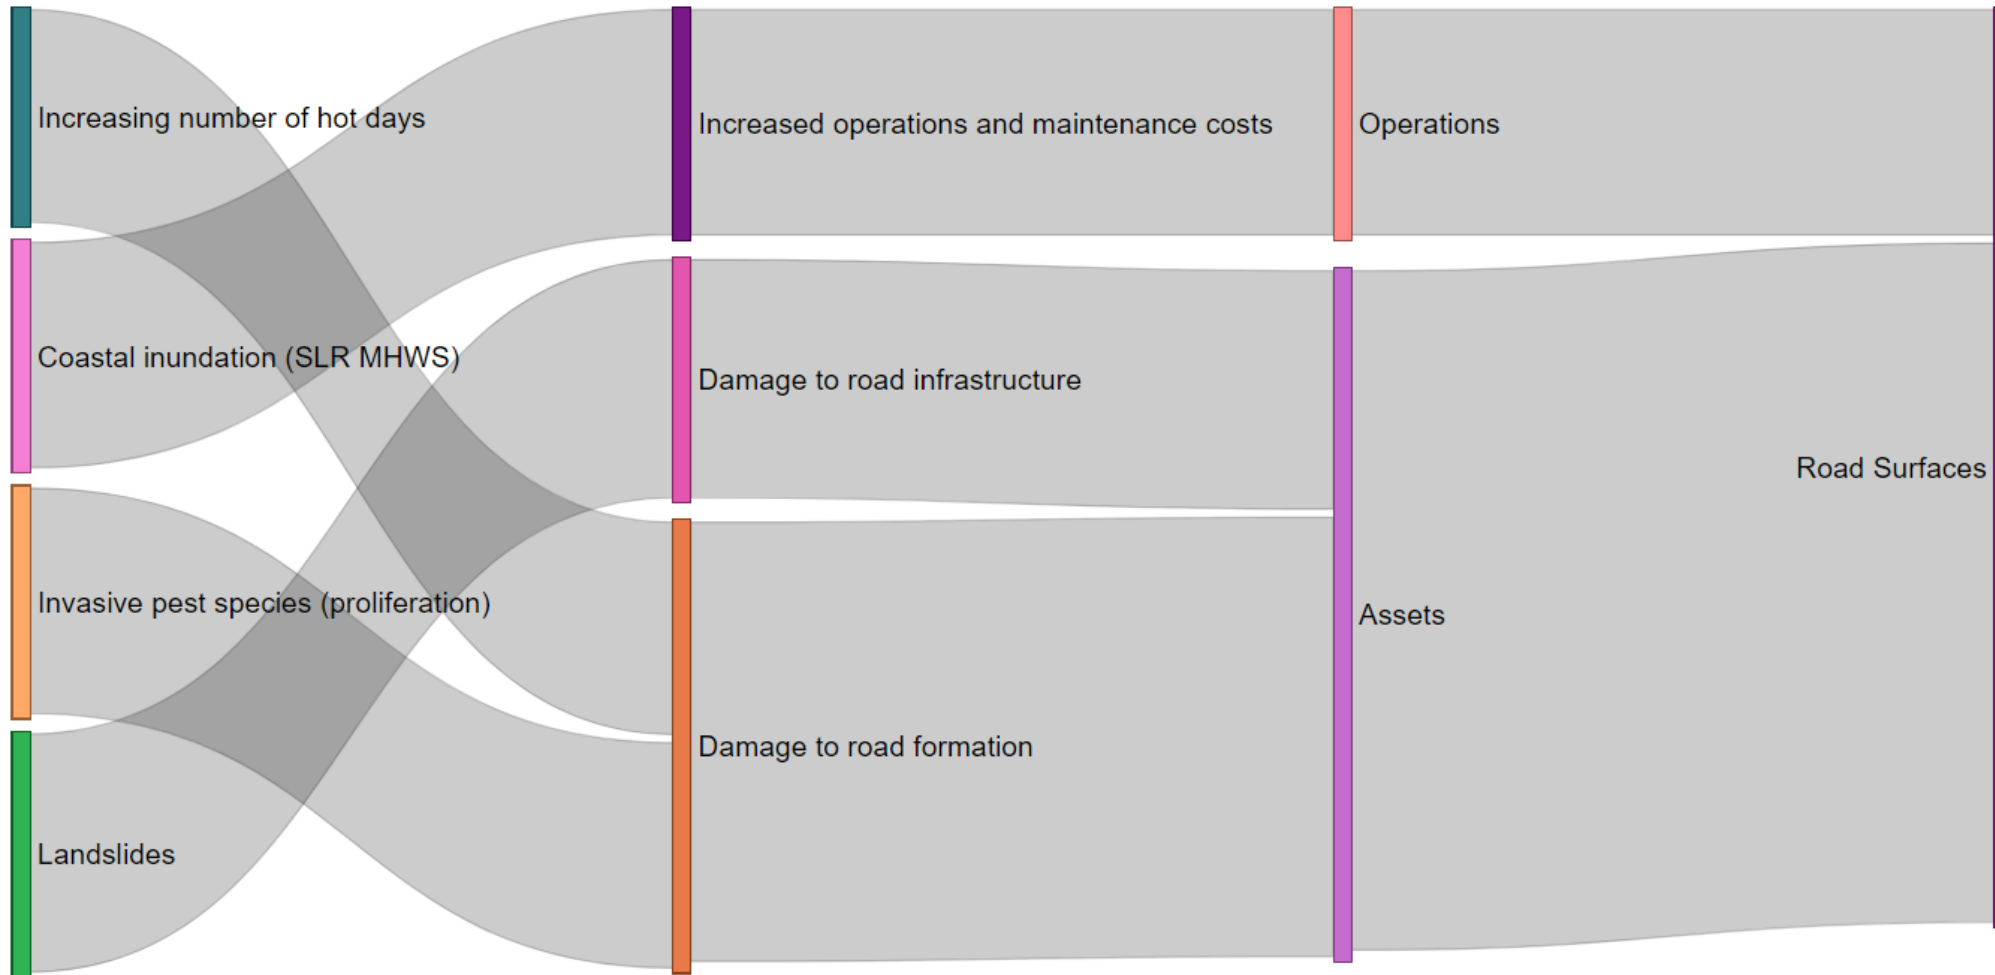 Increasing number of hot days
Coastal inundation (SLR MHWS)
Invasive pest species (proliferation)
Landslides
Increased operations and maintenance costs
Damage to road infrastructure
Damage to road formation
Operations
Assets
Road Surfaces